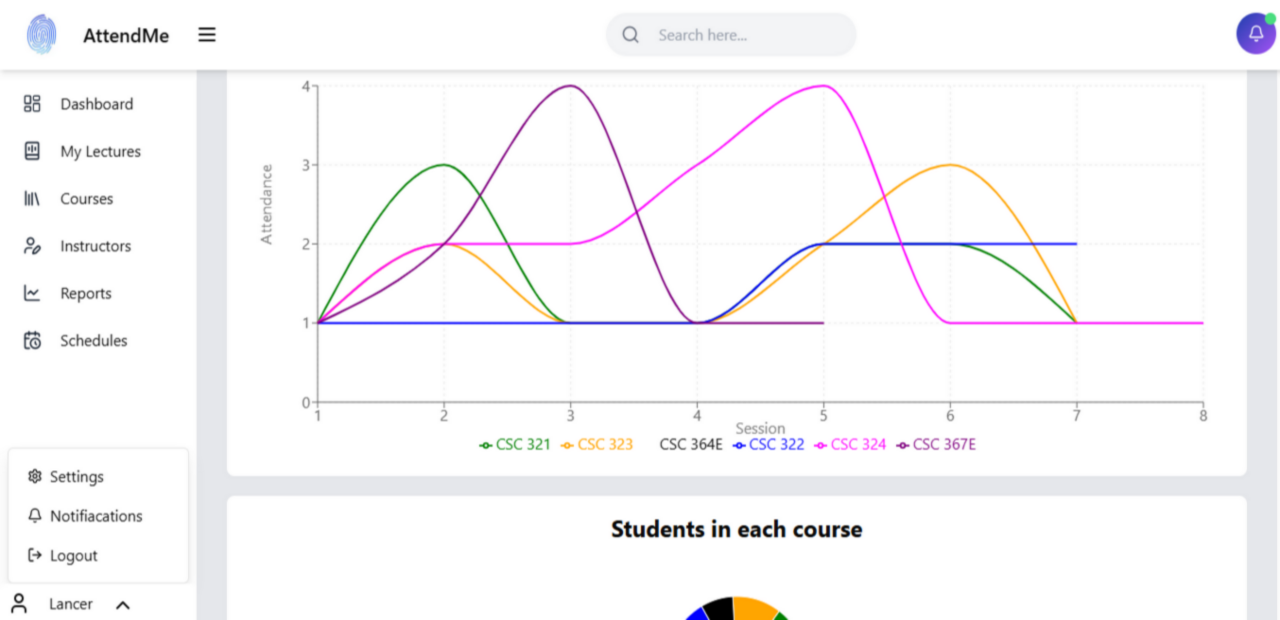 AttendMe
Search here...
Dashboard
My Lectures
Courses
Instructors
Reports
Schedules
Settings
Notifiacations
Logout
Lancer
Attendance
4
3
2
1
0
1 2 3 4 5 6 7 8
Session
CSC 321 CSC 323 CSC 364E CSC 322 CSC 324 CSC 367E
Students in each course